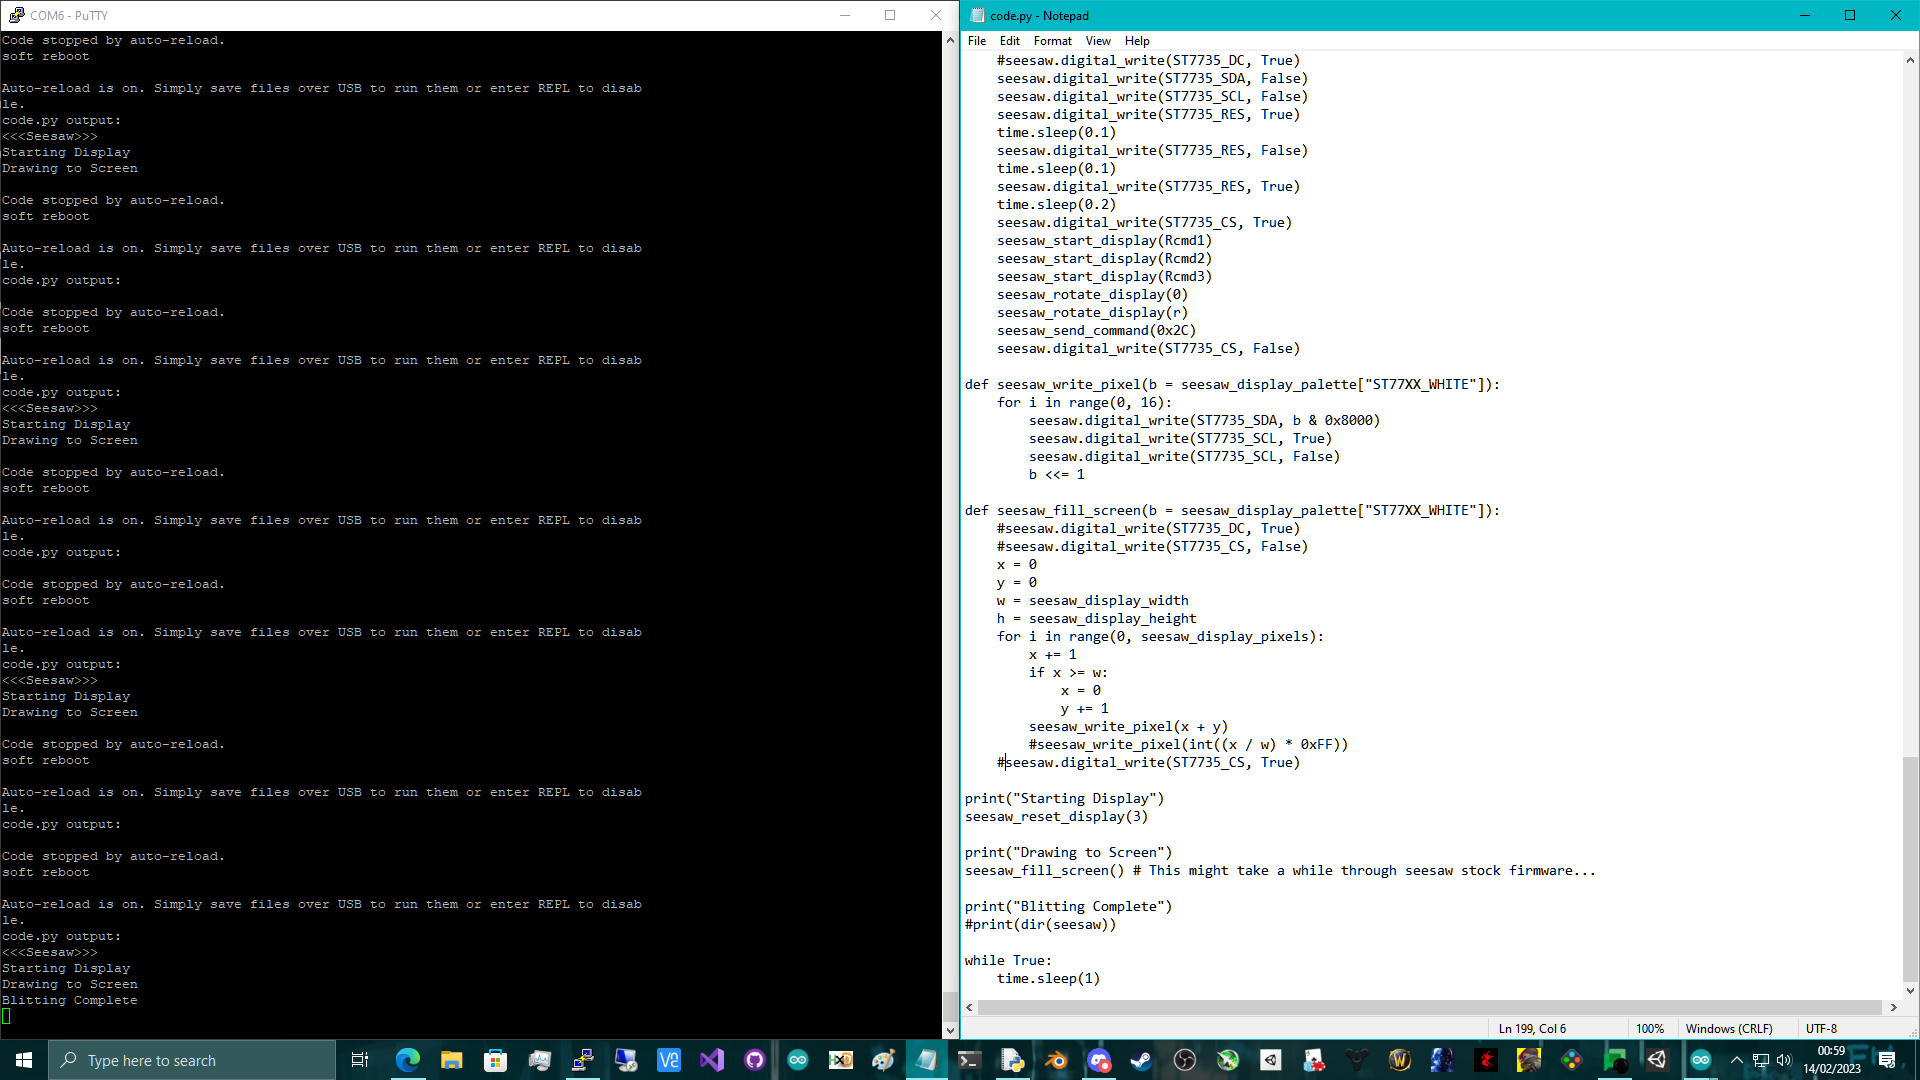 COM6 - PuTTY
Code stopped by auto-reload.
soft reboot
Auto-reload is on. Simply save files over USB to run them or enter REPL to disab
le.
code.py output:
<<<Seesaw>>>
Starting Display
Drawing to Screen
Code stopped by auto-reload.
soft reboot
Auto-reload is on. Simply save files over USB to run them or enter REPL to disab
le.
code.py output:
Code stopped by auto-reload.
soft reboot
Auto-reload is on. Simply save files over USB to run them or enter REPL to disab
le.
code.py output:
<<<Seesaw>>>
Starting Display
Drawing to Screen
Code stopped by auto-reload.
soft reboot
Auto-reload is on. Simply save files over USB to run them or enter REPL to disab
le.
code.py output:
Code stopped by auto-reload.
soft reboot
Auto-reload is on. Simply save files over USB to run them or enter REPL to disab
le.
code.py output:
<<<Seesaw>>>
Starting Display
Drawing to Screen
Code stopped by auto-reload.
soft reboot
Auto-reload is on. Simply save files over USB to run them or enter REPL to disab
le.
code.py output:
Code stopped by auto-reload.
soft reboot
Auto-reload is on. Simply save files over USB to run them or enter REPL to disab
le.
code.py output:
<<<Seesaw>>>
Starting Display
Drawing to Screen
Blitting Complete
code.py - Notepad
File Edit Format View Help
    #seesaw.digital_write(ST7735_DC, True)
    seesaw.digital_write(ST7735_SDA, False)
    seesaw.digital_write(ST7735_SCL, False)
    seesaw.digital_write(ST7735_RES, True)
    time.sleep(0.1)
    seesaw.digital_write(ST7735_RES, False)
    time.sleep(0.1)
    seesaw.digital_write(ST7735_RES, True)
    time.sleep(0.2)
    seesaw.digital_write(ST7735_CS, True)
    seesaw_start_display(Rcmd1)
    seesaw_start_display(Rcmd2)
    seesaw_start_display(Rcmd3)
    seesaw_rotate_display(0)
    seesaw_rotate_display(r)
    seesaw_send_command(0x2C)
    seesaw.digital_write(ST7735_CS, False)
def seesaw_write_pixel(b = seesaw_display_palette["ST77XX_WHITE"]):
    for i in range(0, 16):
        seesaw.digital_write(ST7735_SDA, b & 0x8000)
        seesaw.digital_write(ST7735_SCL, True)
        seesaw.digital_write(ST7735_SCL, False)
        b <<= 1
def seesaw_fill_screen(b = seesaw_display_palette["ST77XX_WHITE"]):
    #seesaw.digital_write(ST7735_DC, True)
    #seesaw.digital_write(ST7735_CS, False)
    x = 0
    y = 0
    w = seesaw_display_width
    h = seesaw_display_height
    for i in range(0, seesaw_display_pixels):
        x += 1
        if x >= w:
            x = 0
            y += 1
        seesaw_write_pixel(x + y)
        #seesaw_write_pixel(int((x / w) * 0xFF))
    #seesaw.digital_write(ST7735_CS, True)
print("Starting Display")
seesaw_reset_display(3)
print("Drawing to Screen")
seesaw_fill_screen() # This might take a while through seesaw stock firmware...
print("Blitting Complete")
#print(dir(seesaw))
while True:
    time.sleep(1)
Ln 199, Col 6 100% Windows (CRLF) UTF-8
Type here to search
00:59
14/02/2023